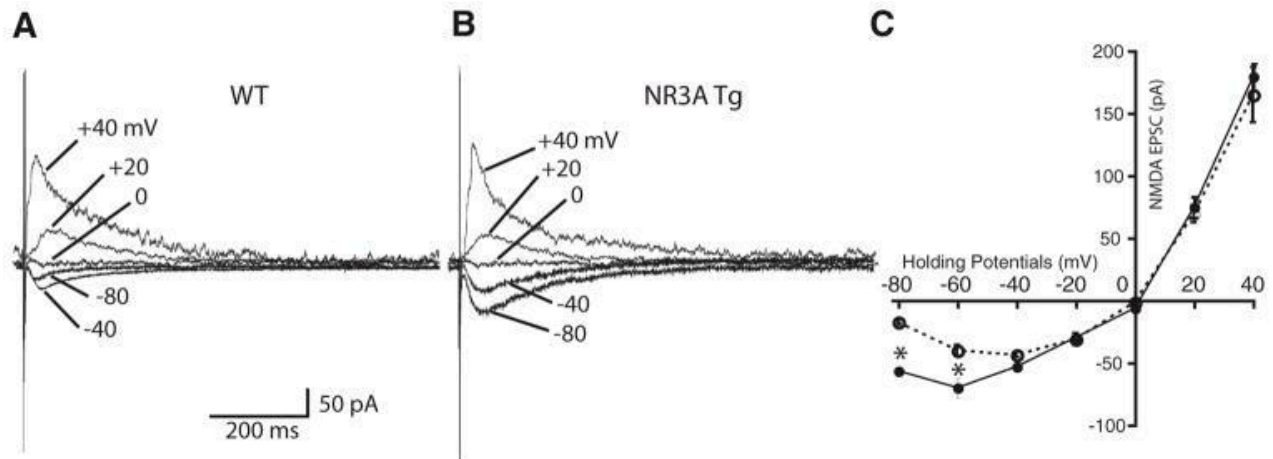 A
WT
+40 mV
+20
0
-80
-40
50 pA
200 ms
B
NR3A Tg
+40 mV
+20
0
-40
-80
C
NMDA EPSC (pA)
200
150
100
50
-50
-100
Holding Potentials (mV)
-80 -60 -40 -20 0 20 40
*
*